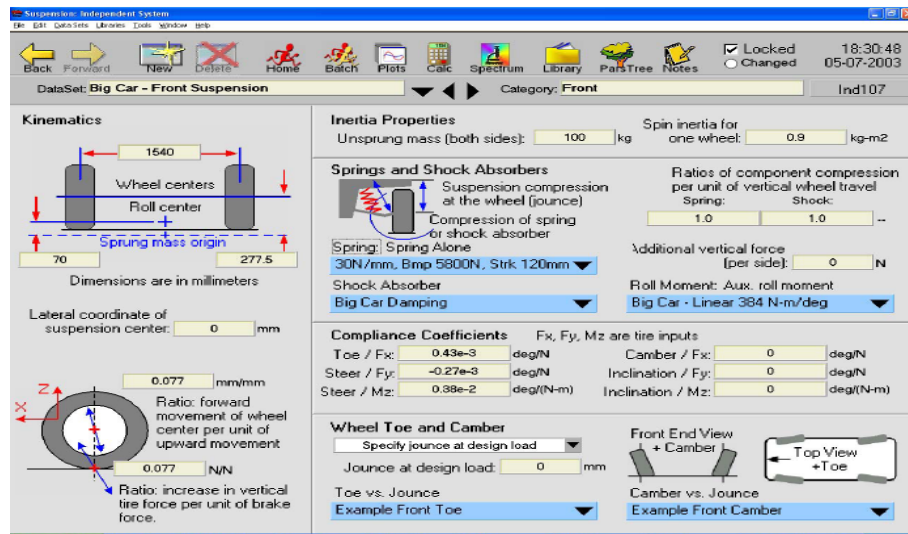 Suspension: Independent System
File Edit Data Sets Libraries Tools Window Help
Back Forward New Delete Home Batch Plots Calc Spectrum Library ParsTree Notes
Locked
Changed
18:30:48
05-07-2003
DataSet: Big Car - Front Suspension
Category: Front
Ind107
Kinematics
1540
Wheel centers
Roll center
Sprung mass origin
70
277.5
Dimensions are in millimeters
Lateral coordinate of
suspension center: 0 mm
0.077 mm/mm
Z
X
Ratio: forward
movement of wheel
center per unit of
upward movement
0.077 N/N
Ratio: increase in vertical
tire force per unit of brake
force.
Inertia Properties
Unsprung mass (both sides): 100 kg
Spin inertia for
one wheel: 0.9 kg-m2
Springs and Shock Absorbers
Suspension compression
at the wheel (jounce)
Compression of spring
or shock absorber
Spring: Spring Alone
30N/mm, Bmp 5800N, Strk 120mm
Shock Absorber
Big Car Damping
Ratios of component compression
per unit of vertical wheel travel
Spring: Shock:
1.0 1.0 --
Additional vertical force
(per side): 0 N
Roll Moment: Aux. roll moment
Big Car - Linear 384 N-m/deg
Compliance Coefficients Fx, Fy, Mz are tire inputs
Toe / Fx: 0.43e-3 deg/N
Camber / Fx: 0 deg/N
Steer / Fy: -0.27e-3 deg/N
Inclination / Fy: 0 deg/N
Steer / Mz: 0.38e-2 deg/(N-m)
Inclination / Mz: 0 deg/(N-m)
Wheel Toe and Camber
Specify jounce at design load
Jounce at design load: 0 mm
Toe vs. Jounce
Example Front Toe
Front End View
+ Camber
Top View
+Toe
Camber vs. Jounce
Example Front Camber